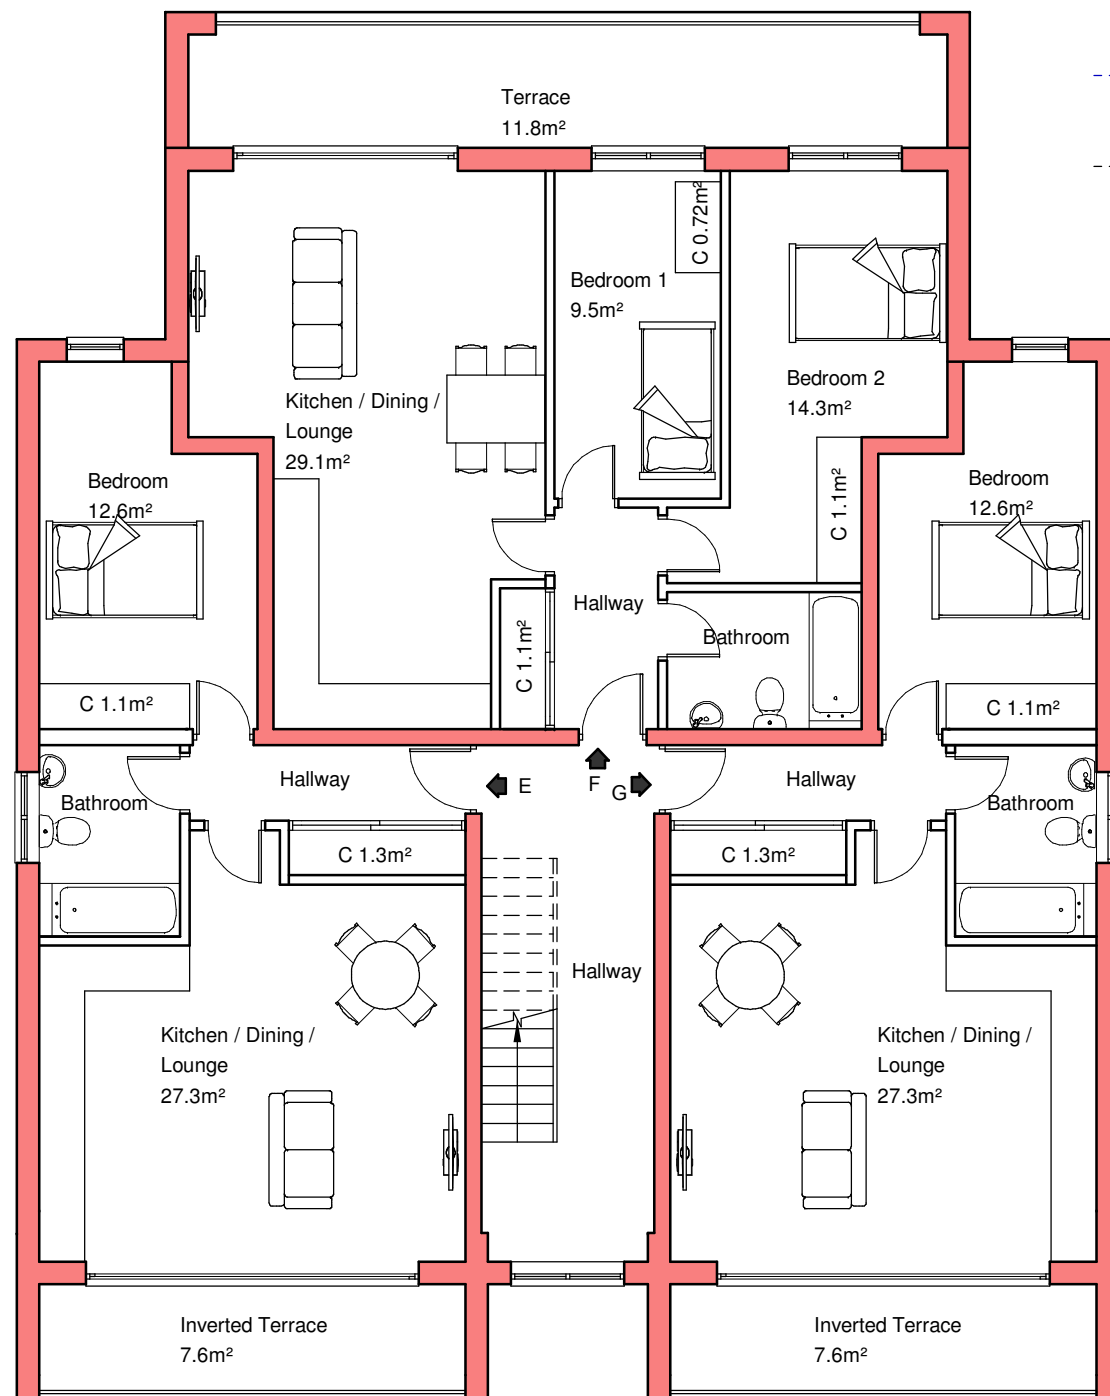 Terrace
11.8m²
C 0.72m²
Bedroom 1
9.5m²
Bedroom 2
14.3m²
Kitchen / Dining /
Lounge
29.1m²
Bedroom
12.6m²
Bedroom
12.6m²
C 1.1m²
Hallway
C 1.1m²
Bathroom
C 1.1m²
C 1.1m²
Hallway
E
F
G
Hallway
Bathroom
Bathroom
C 1.3m²
C 1.3m²
Hallway
Kitchen / Dining /
Lounge
27.3m²
Kitchen / Dining /
Lounge
27.3m²
Inverted Terrace
7.6m²
Inverted Terrace
7.6m²